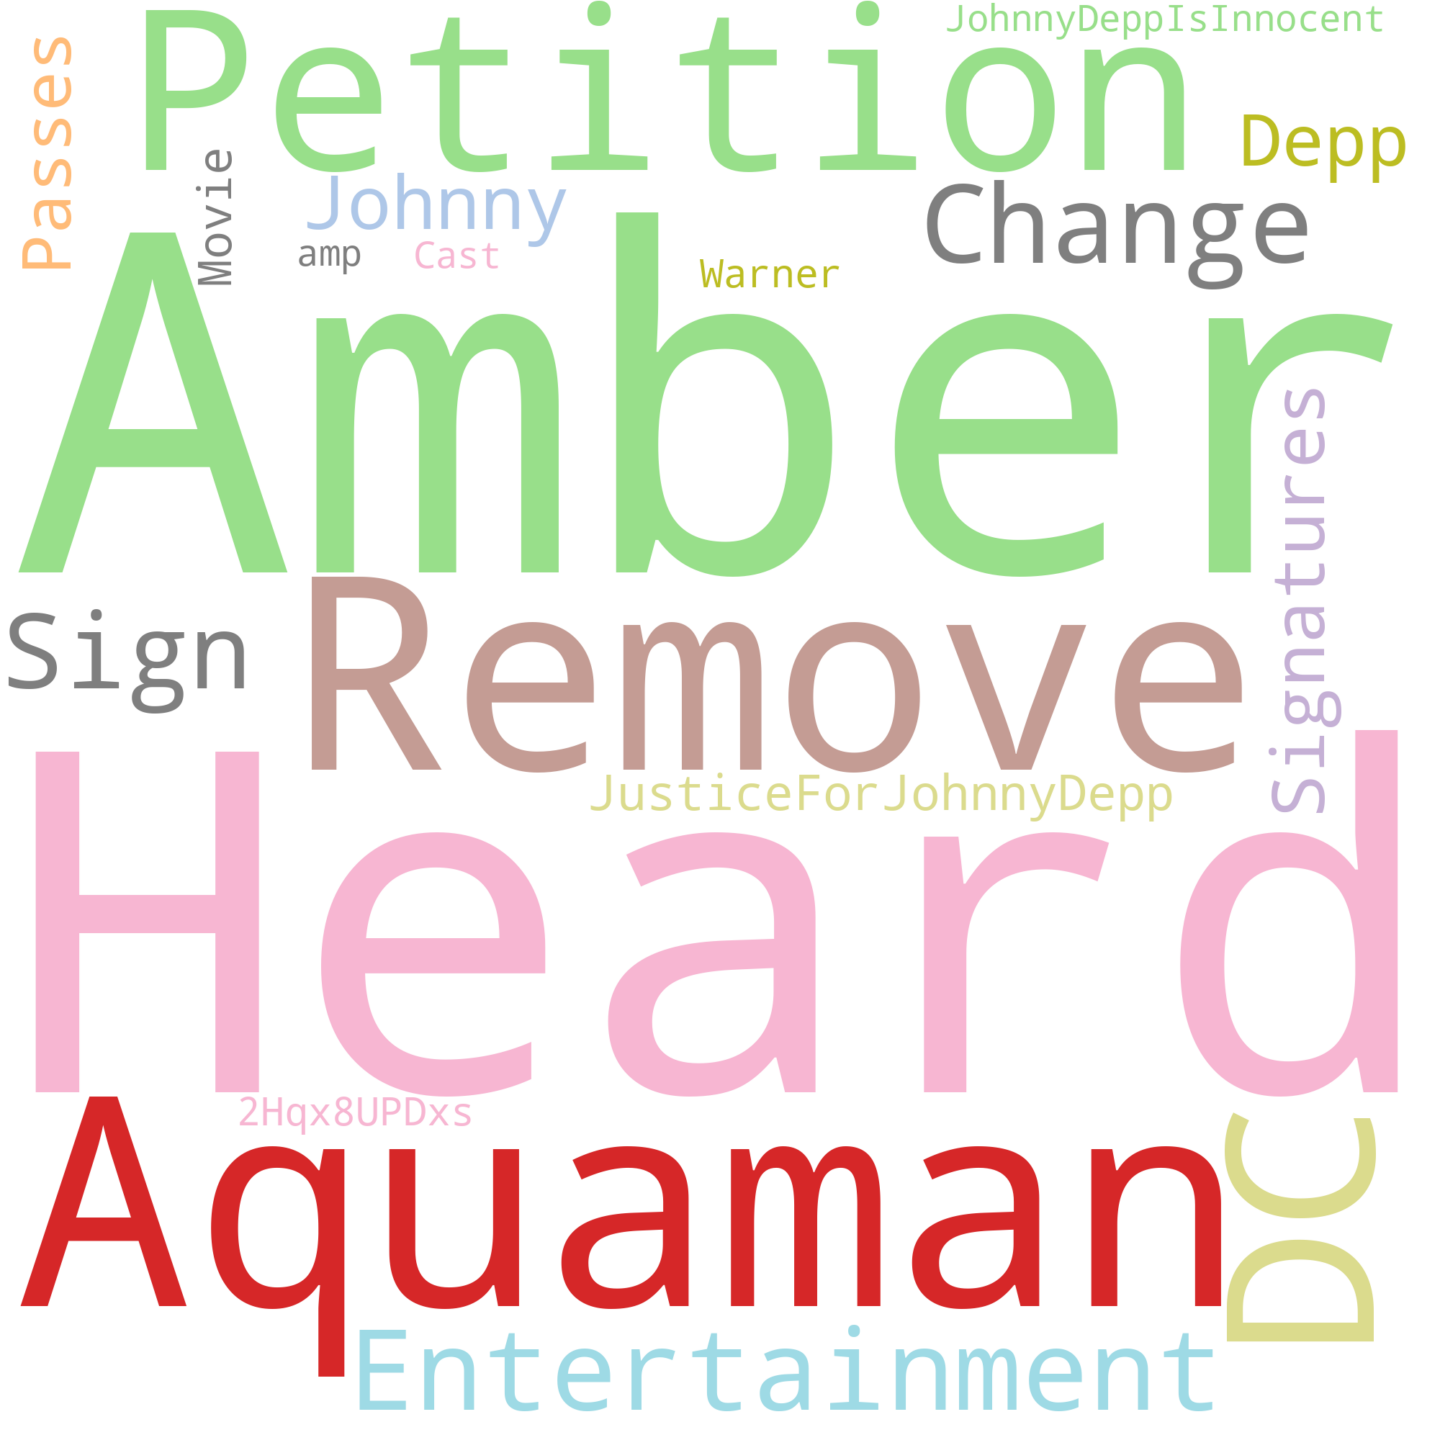 JohnnyDeppIsInnocent
Petition
Passes
Depp
Movie
Johnny
Change
amp
Cast
Warner
Amber
Signatures
Remove
Sign
JusticeForJohnnyDepp
Heard
2Hqx8UPDxs
Aquaman
DC
Entertainment